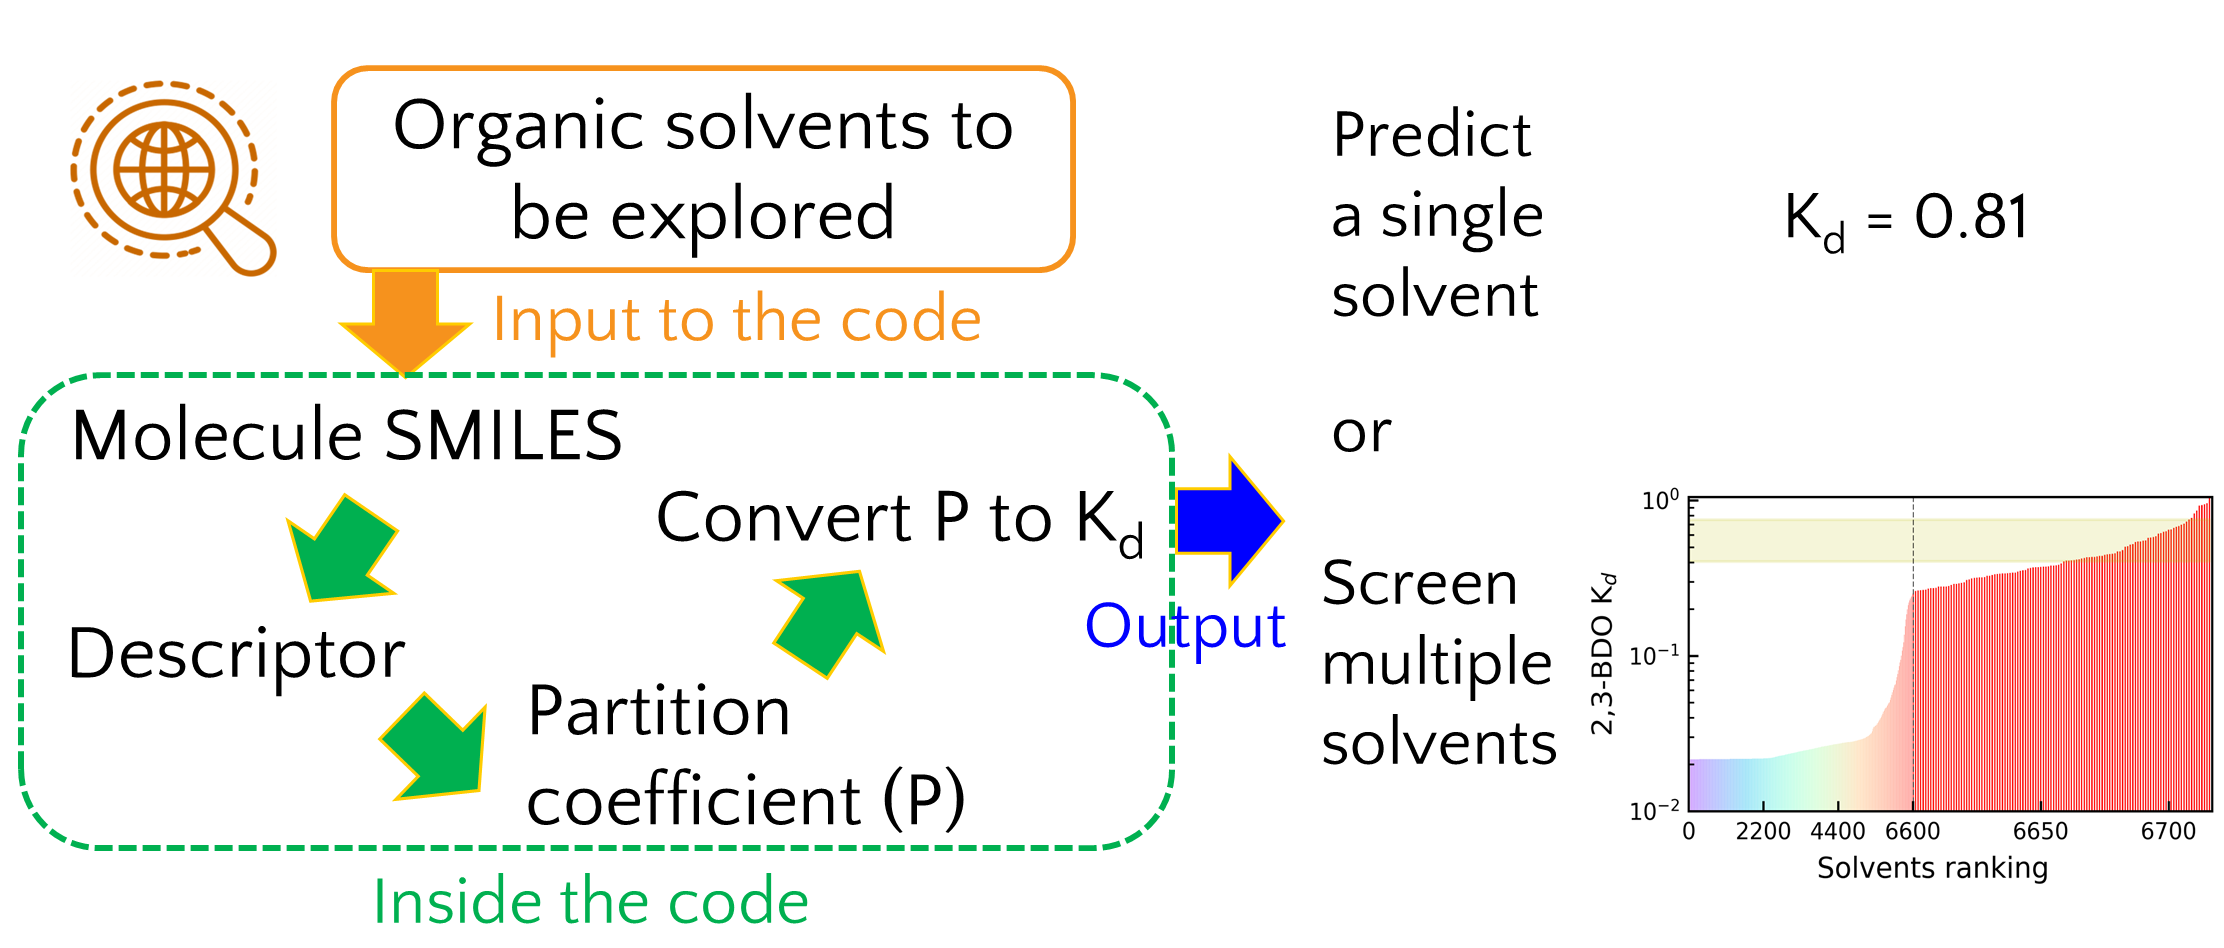 Organic solvents to
be explored
Input to the code
Molecule SMILES
Descriptor
Partition
coefficient (P)
Convert P to K_d
Inside the code
Output
Predict
a single
solvent
K_d = 0.81
or
Screen
multiple
solvents
2,3-BDO K_d
10^0
10^-1
10^-2
0 2200 4400 6600 6650 6700
Solvents ranking